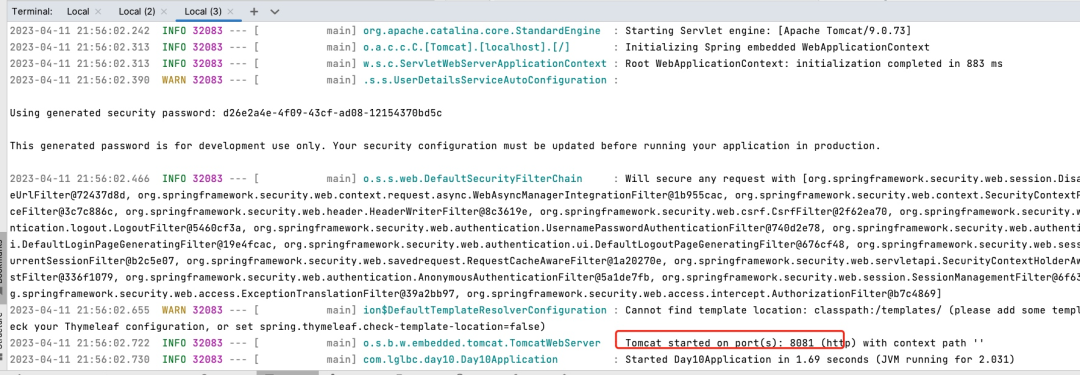 Terminal: Local × Local (2) × Local (3) × +
2023-04-11 21:56:02.242 INFO 32083 --- [ main] org.apache.catalina.core.StandardEngine : Starting Servlet engine: [Apache Tomcat/9.0.73]
2023-04-11 21:56:02.313 INFO 32083 --- [ main] o.a.c.c.C.[Tomcat].[localhost].[/] : Initializing Spring embedded WebApplicationContext
2023-04-11 21:56:02.313 INFO 32083 --- [ main] w.s.c.ServletWebServerApplicationContext : Root WebApplicationContext: initialization completed in 883 ms
2023-04-11 21:56:02.390 WARN 32083 --- [ main] .s.s.UserDetailsServiceAutoConfiguration :
Using generated security password: d26e2a4e-4f09-43cf-ad08-12154370bd5c
This generated password is for development use only. Your security configuration must be updated before running your application in production.
2023-04-11 21:56:02.466 INFO 32083 --- [ main] o.s.s.web.DefaultSecurityFilterChain : Will secure any request with [org.springframework.security.web.session.Disa
eUrlFilter@72437d8d, org.springframework.security.web.context.request.async.WebAsyncManagerIntegrationFilter@1b955cac, org.springframework.security.web.context.SecurityContextP
ceFilter@3c7c886c, org.springframework.security.web.header.HeaderWriterFilter@8c3619e, org.springframework.security.web.csrf.CsrfFilter@2f62ea70, org.springframework.security.w
ntication.logout.LogoutFilter@5460cf3a, org.springframework.security.web.authentication.UsernamePasswordAuthenticationFilter@740d2e78, org.springframework.security.web.authenti
i.DefaultLoginPageGeneratingFilter@19e4fcac, org.springframework.security.web.authentication.ui.DefaultLogoutPageGeneratingFilter@676cf48, org.springframework.security.web.sess
urrentSessionFilter@b2c5e07, org.springframework.security.web.savedrequest.RequestCacheAwareFilter@1a20270e, org.springframework.security.web.servletapi.SecurityContextHolderAw
stFilter@336f1079, org.springframework.security.web.authentication.AnonymousAuthenticationFilter@5a1de7fb, org.springframework.security.web.session.SessionManagementFilter@6f63
g.springframework.security.web.access.ExceptionTranslationFilter@39a2bb97, org.springframework.security.web.access.intercept.AuthorizationFilter@b7c4869]
2023-04-11 21:56:02.655 WARN 32083 --- [ main] ion$DefaultTemplateResolverConfiguration : Cannot find template location: classpath:/templates/ (please add some templ
eck your Thymeleaf configuration, or set spring.thymeleaf.check-template-location=false)
2023-04-11 21:56:02.722 INFO 32083 --- [ main] o.s.b.w.embedded.tomcat.TomcatWebServer : Tomcat started on port(s): 8081 (http) with context path ''
2023-04-11 21:56:02.730 INFO 32083 --- [ main] com.lglbc.day10.Day10Application : Started Day10Application in 1.69 seconds (JVM running for 2.031)